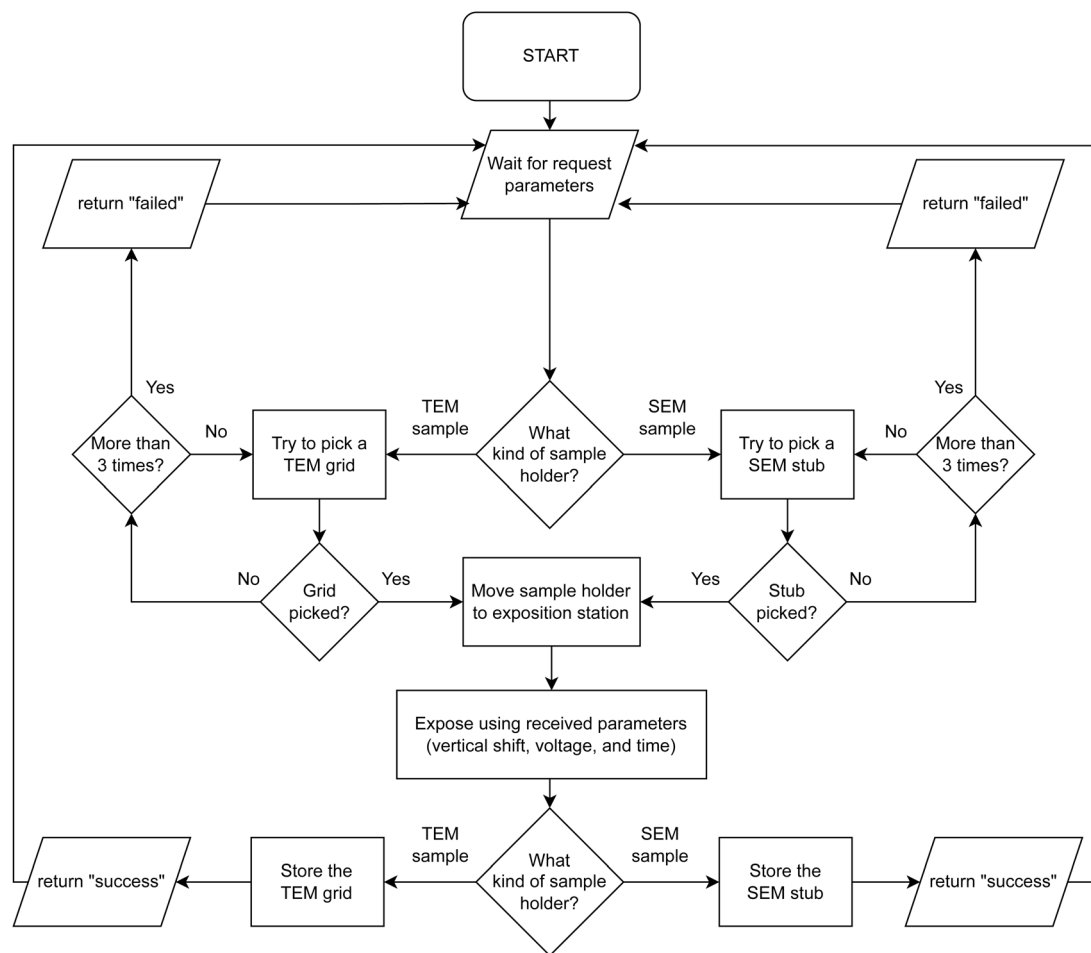 START
Wait for request
parameters
return "failed"
return "failed"
Yes
Yes
More than
3 times?
No
Try to pick a
TEM grid
TEM
sample
What
kind of sample
holder?
SEM
sample
Try to pick a
SEM stub
No
More than
3 times?
No
Grid
picked?
Yes
Move sample holder
to exposition station
Yes
Stub
picked?
No
Expose using received parameters
(vertical shift, voltage, and time)
return "success"
Store the
TEM grid
TEM
sample
What
kind of sample
holder?
SEM
sample
Store the
SEM stub
return "success"